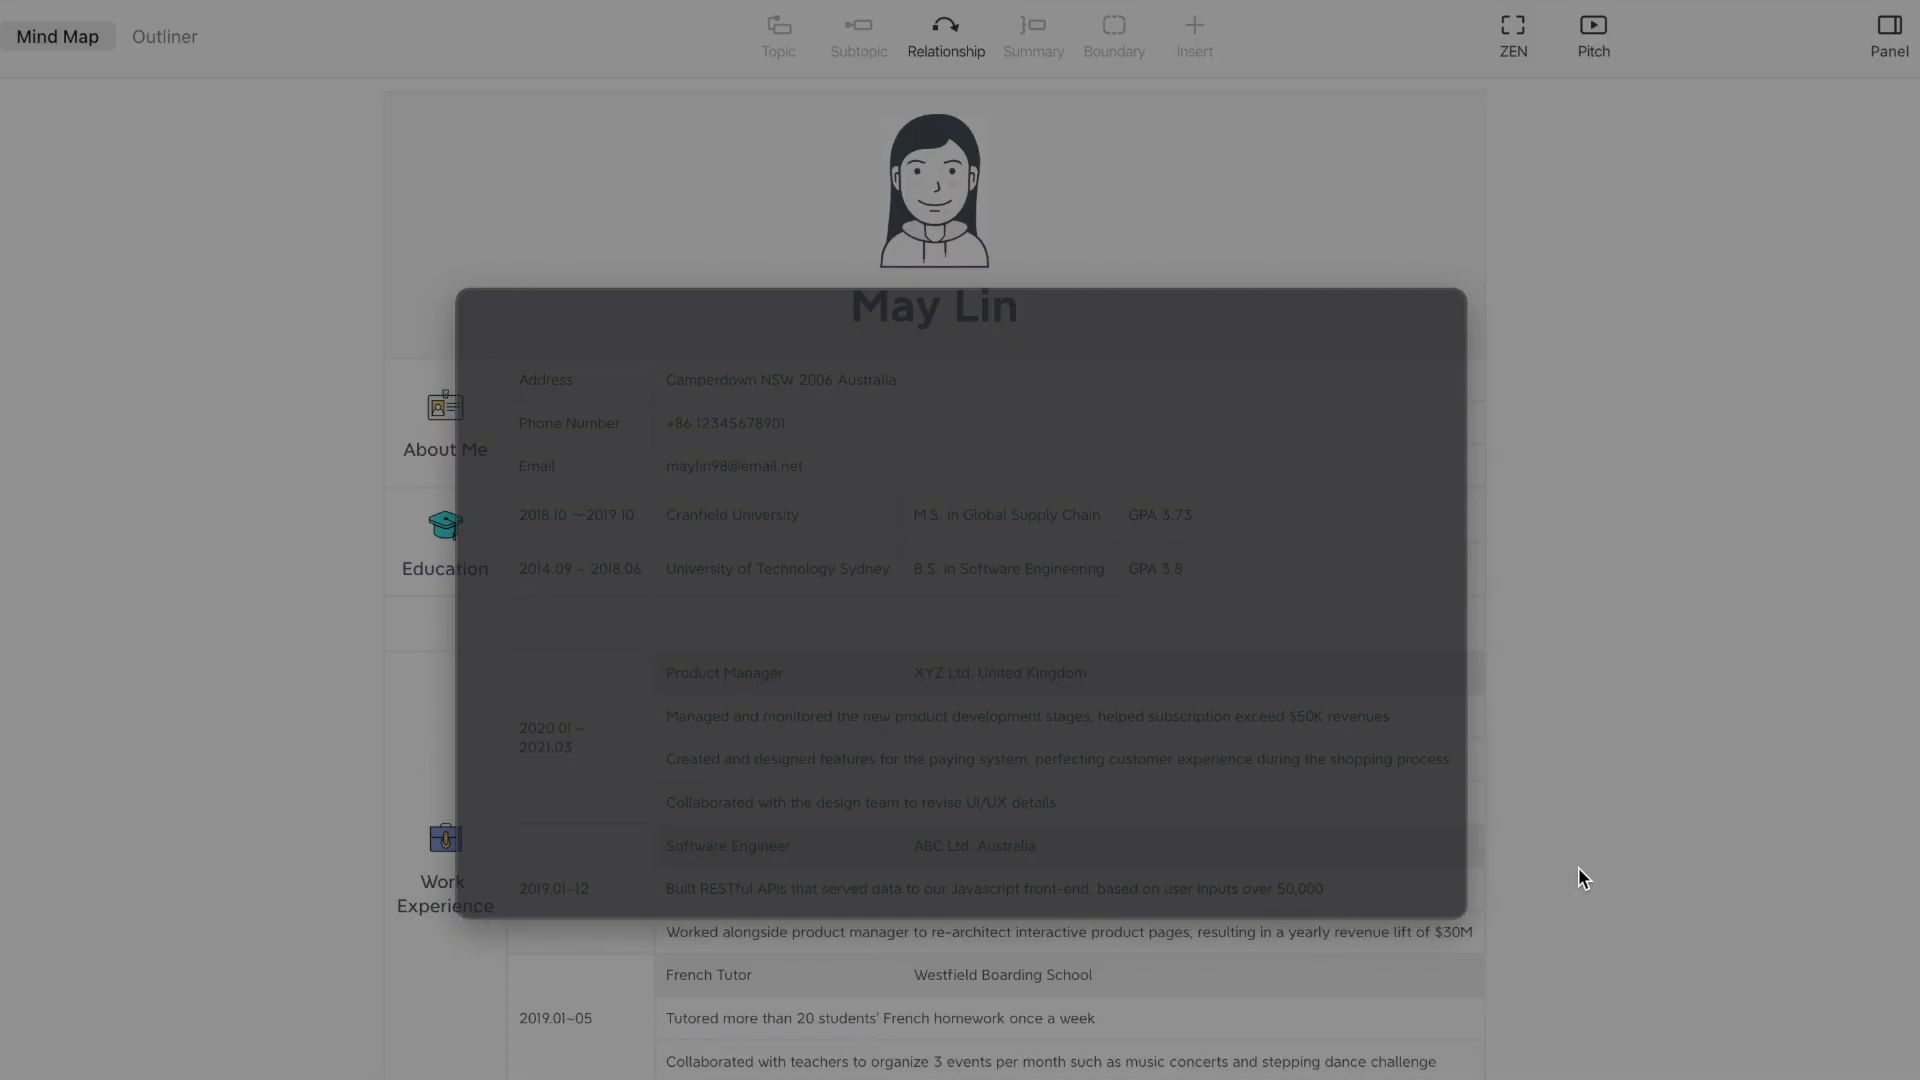 Mind Map Outliner Topic Subtopic Relationship Summary Boundary Insert ZEN Pitch Panel
May Lin
About Me
Address Camperdown NSW 2006 Australia
Phone Number +86 12345678901
Email maylin98@email.net
Education
2018.10 ～2019.10 Cranfield University M.S. in Global Supply Chain GPA 3.73
2014.09 ~ 2018.06 University of Technology Sydney B.S. in Software Engineering GPA 3.8
Work
Experience
2020.01 ~
2021.03
Product Manager XYZ Ltd. United Kingdom
Managed and monitored the new product development stages, helped subscription exceed $50K revenues
Created and designed features for the paying system, perfecting customer experience during the shopping process
Collaborated with the design team to revise UI/UX details
2019.01~12
Software Engineer ABC Ltd. Australia
Built RESTful APIs that served data to our Javascript front-end, based on user inputs over 50,000
Worked alongside product manager to re-architect interactive product pages, resulting in a yearly revenue lift of $30M
2019.01~05
French Tutor Westfield Boarding School
Tutored more than 20 students' French homework once a week
Collaborated with teachers to organize 3 events per month such as music concerts and stepping dance challenge